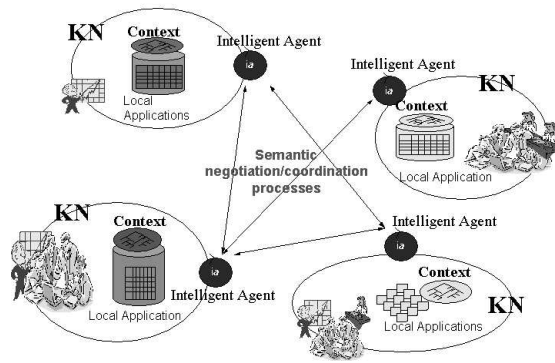 KN
Context
Intelligent Agent
ia
Local
Applications
Intelligent Agent
ia
KN
Context
Local Application
Semantic
negotiation/coordination
processes
KN
Context
ia
Intelligent Agent
Local Application
Intelligent Agent
ia
Context
KN
Local Applications